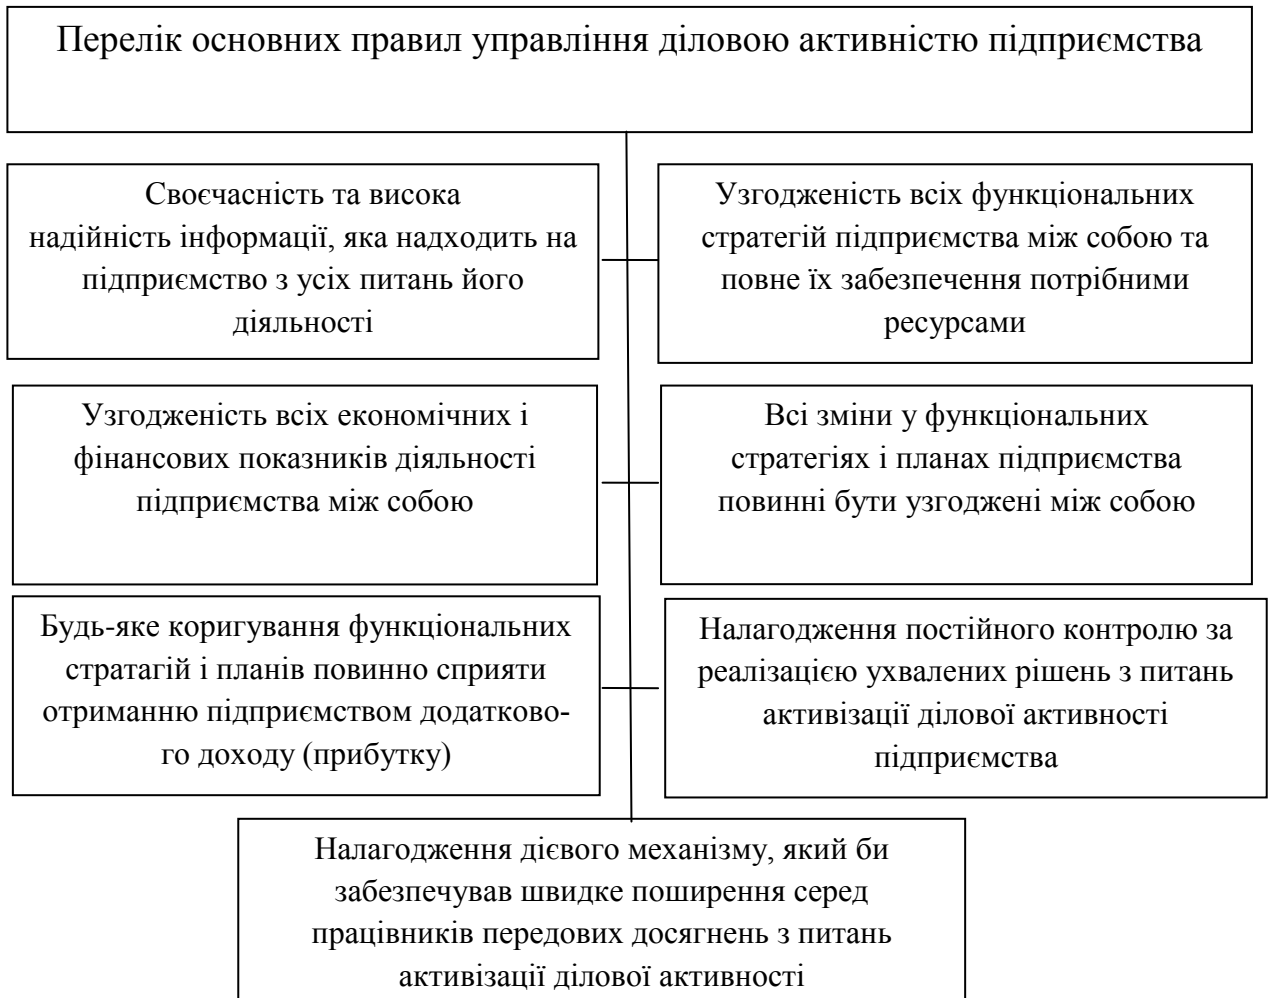 Перелік основних правил управління діловою активністю підприємства
Своєчасність та висока
надійність інформації, яка надходить на
підприємство з усіх питань його
діяльності
Узгодженість всіх функціональних
стратегій підприємства між собою та
повне їх забезпечення потрібними
ресурсами
Узгодженість всіх економічних і
фінансових показників діяльності
підприємства між собою
Всі зміни у функціональних
стратегіях і планах підприємства
повинні бути узгоджені між собою
Будь-яке коригування функціональних
стратагій і планів повинно сприяти
отриманню підприємством додатково-
го доходу (прибутку)
Налагодження постійного контролю за
реалізацією ухвалених рішень з питань
активізації ділової активності
підприємства
Налагодження дієвого механізму, який би
забезпечував швидке поширення серед
працівників передових досягнень з питань
активізації ділової активності